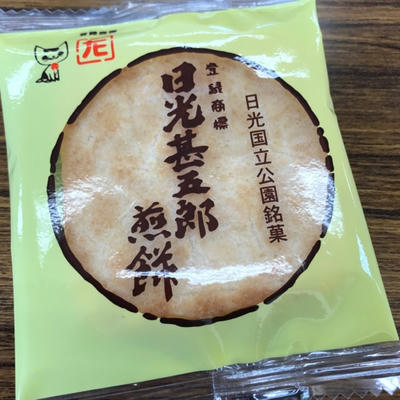 日光国立公園銘菓
登録商標
日光甚五郎
煎餅